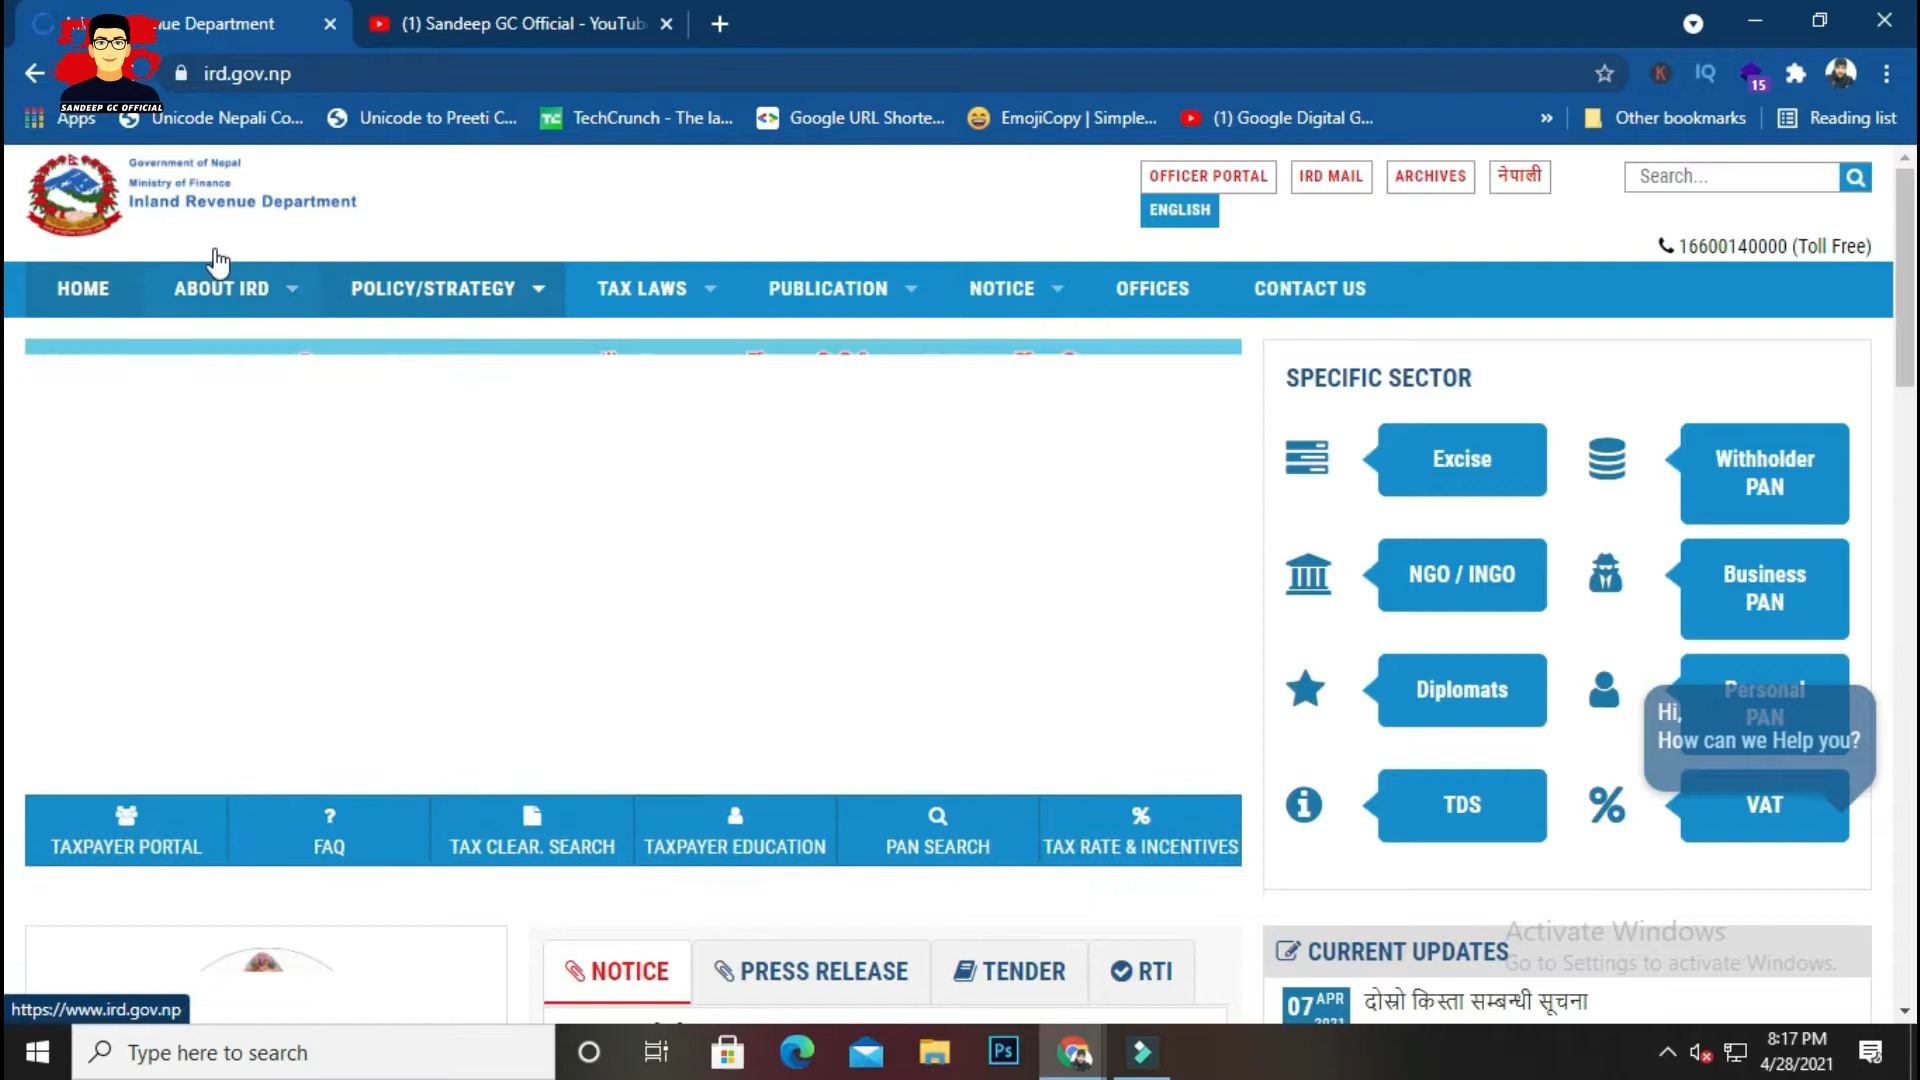 nue Department
(1) Sandeep GC Official - YouTub
ird.gov.np
IQ
15
SANDEEP GC OFFICIAL
Apps
Unicode Nepali Co...
Unicode to Preeti C...
TechCrunch - The la...
Google URL Shorte...
EmojiCopy | Simple...
(1) Google Digital G...
»
Other bookmarks
Reading list
Government of Nepal
Ministry of Finance
Inland Revenue Department
OFFICER PORTAL
IRD MAIL
ARCHIVES
नेपाली
ENGLISH
Search...
16600140000 (Toll Free)
HOME
ABOUT IRD
POLICY/STRATEGY
TAX LAWS
PUBLICATION
NOTICE
OFFICES
CONTACT US
SPECIFIC SECTOR
Excise
Withholder
PAN
NGO / INGO
Business
PAN
Diplomats
Personal
PAN
Hi,
How can we Help you?
TDS
VAT
TAXPAYER PORTAL
FAQ
TAX CLEAR. SEARCH
TAXPAYER EDUCATION
PAN SEARCH
TAX RATE & INCENTIVES
NOTICE
PRESS RELEASE
TENDER
RTI
CURRENT UPDATES
Activate Windows
Go to Settings to activate Windows.
07 APR
2021
दोस्रो किस्ता सम्बन्धी सूचना
https://www.ird.gov.np
Type here to search
Ps
8:17 PM
4/28/2021